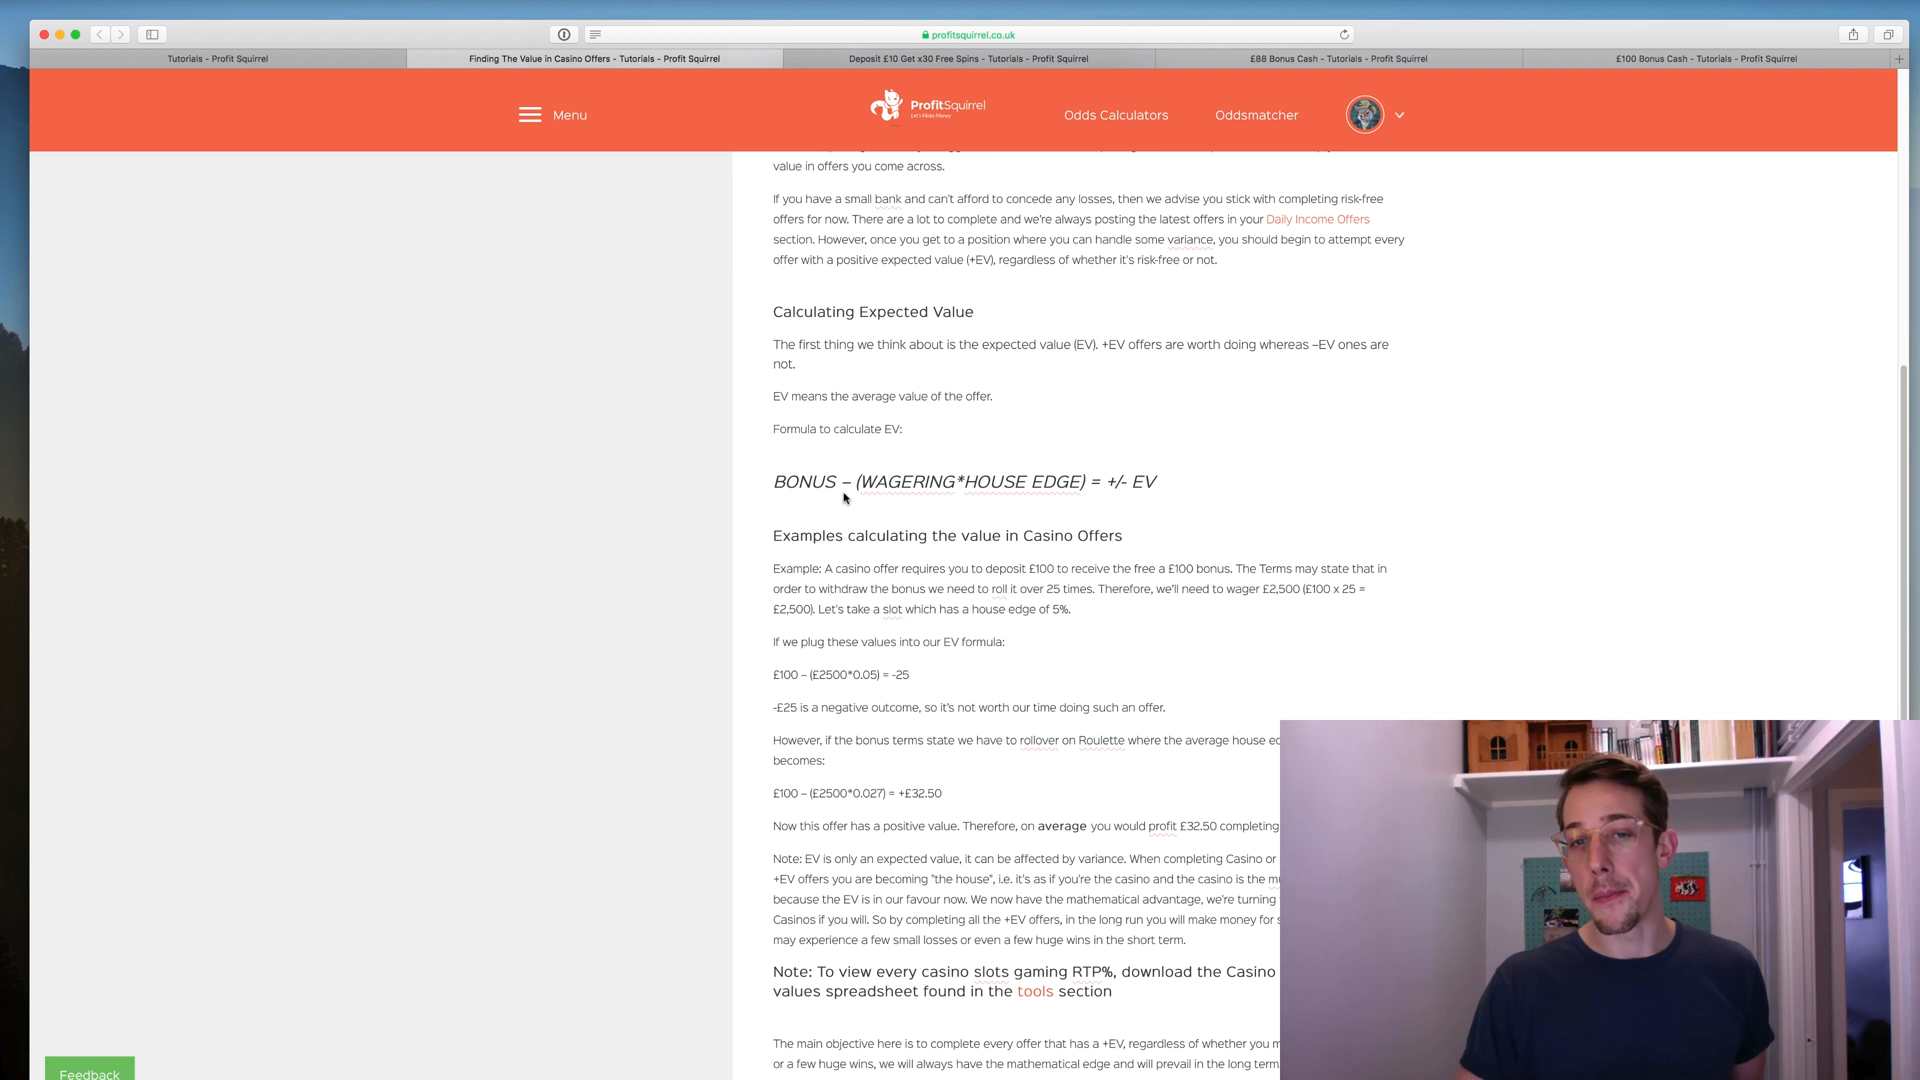 profitsquirrel.co.uk
Tutorials - Profit Squirrel
Finding The Value in Casino Offers - Tutorials - Profit Squirrel
Deposit £10 Get x30 Free Spins - Tutorials - Profit Squirrel
£88 Bonus Cash - Tutorials - Profit Squirrel
£100 Bonus Cash - Tutorials - Profit Squirrel
Menu
ProfitSquirrel
Let's Make Money
Odds Calculators
Oddsmatcher
value in offers you come across.
If you have a small bank and can't afford to concede any losses, then we advise you stick with completing risk-free
offers for now. There are a lot to complete and we're always posting the latest offers in your Daily Income Offers
section. However, once you get to a position where you can handle some variance, you should begin to attempt every
offer with a positive expected value (+EV), regardless of whether it's risk-free or not.
Calculating Expected Value
The first thing we think about is the expected value (EV). +EV offers are worth doing whereas –EV ones are
not.
EV means the average value of the offer.
Formula to calculate EV:
BONUS – (WAGERING*HOUSE EDGE) = +/- EV
Examples calculating the value in Casino Offers
Example: A casino offer requires you to deposit £100 to receive the free a £100 bonus. The Terms may state that in
order to withdraw the bonus we need to roll it over 25 times. Therefore, we'll need to wager £2,500 (£100 x 25 =
£2,500). Let's take a slot which has a house edge of 5%.
If we plug these values into our EV formula:
£100 – (£2500*0.05) = -25
-£25 is a negative outcome, so it's not worth our time doing such an offer.
However, if the bonus terms state we have to rollover on Roulette where the average house
becomes:
£100 – (£2500*0.027) = +£32.50
Now this offer has a positive value. Therefore, on average you would profit £32.50 completing
Note: EV is only an expected value, it can be affected by variance. When completing Casino or
+EV offers you are becoming "the house", i.e. it's as if you're the casino and the casino is the
because the EV is in our favour now. We now have the mathematical advantage, we're turning
Casinos if you will. So by completing all the +EV offers, in the long run you will make money for
may experience a few small losses or even a few huge wins in the short term.
Note: To view every casino slots gaming RTP%, download the Casino
values spreadsheet found in the tools section
The main objective here is to complete every offer that has a +EV, regardless of whether you
or a few huge wins, we will always have the mathematical edge and will prevail in the long term.
Feedback